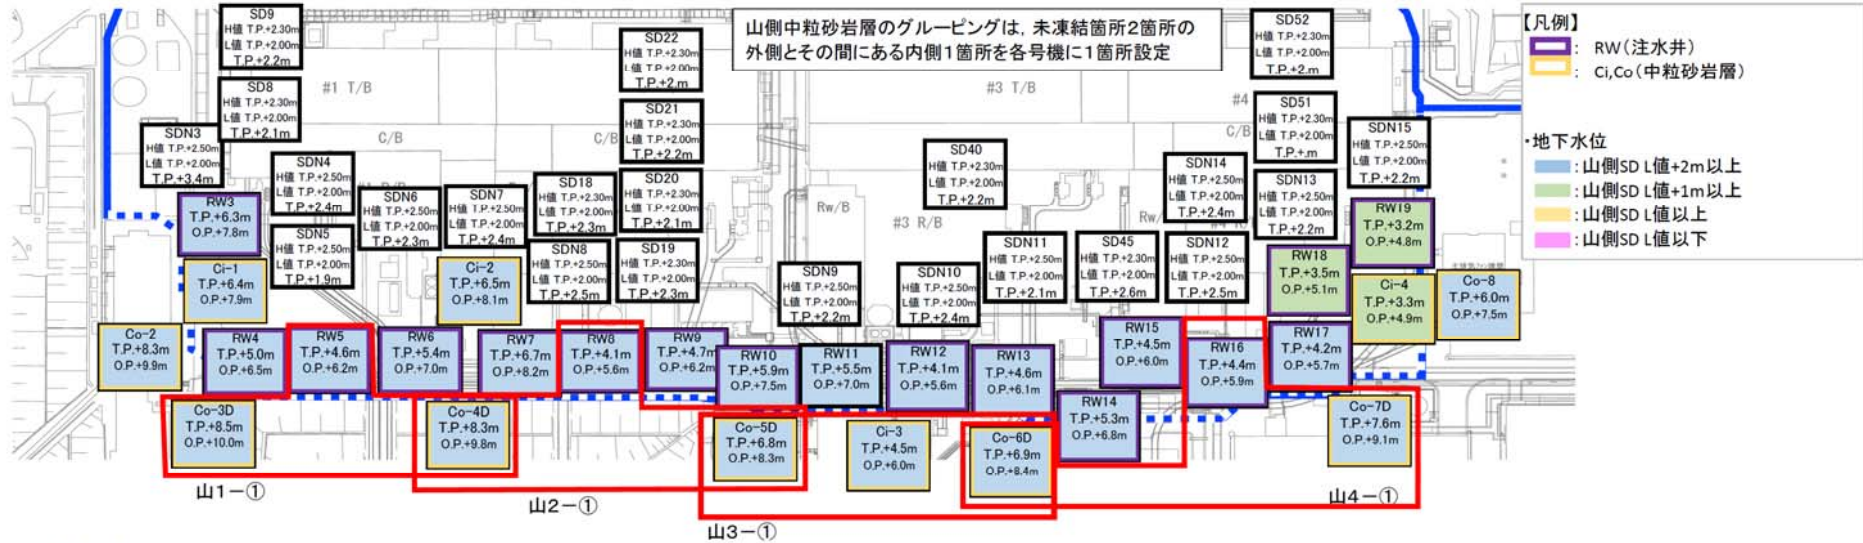 山側中粒砂岩層のグルーピングは，未凍結箇所2箇所の
外側とその間にある内側1箇所を各号機に1箇所設定
【凡例】
： RW（注水井）
： Ci,Co（中粒砂岩層）
・地下水位
：山側SD L値+2m以上
：山側SD L値+1m以上
：山側SD L値以上
：山側SD L値以下
SD9
H値 T.P.+2.30m
L値 T.P.+2.00m
T.P.+2.2m
SD8
H値 T.P.+2.30m
L値 T.P.+2.00m
T.P.+2.1m
SDN3
H値 T.P.+2.50m
L値 T.P.+2.00m
T.P.+3.4m
SDN4
H値 T.P.+2.50m
L値 T.P.+2.00m
T.P.+2.4m
SDN5
H値 T.P.+2.50m
L値 T.P.+2.00m
T.P.+1.9m
SDN6
H値 T.P.+2.50m
L値 T.P.+2.00m
T.P.+2.3m
SDN7
H値 T.P.+2.50m
L値 T.P.+2.00m
T.P.+2.4m
SD18
H値 T.P.+2.30m
L値 T.P.+2.00m
T.P.+2.3m
SDN8
H値 T.P.+2.50m
L値 T.P.+2.00m
T.P.+2.5m
SD22
H値 T.P.+2.30m
L値 T.P.+2.00m
T.P.+2.m
SD21
H値 T.P.+2.30m
L値 T.P.+2.00m
T.P.+2.2m
SD20
H値 T.P.+2.30m
L値 T.P.+2.00m
T.P.+2.1m
SD19
H値 T.P.+2.30m
L値 T.P.+2.00m
T.P.+2.3m
SDN9
H値 T.P.+2.50m
L値 T.P.+2.00m
T.P.+2.2m
SDN10
H値 T.P.+2.50m
L値 T.P.+2.00m
T.P.+2.4m
SD40
H値 T.P.+2.30m
L値 T.P.+2.00m
T.P.+2.2m
SDN11
H値 T.P.+2.50m
L値 T.P.+2.00m
T.P.+2.1m
SD45
H値 T.P.+2.30m
L値 T.P.+2.00m
T.P.+2.6m
SDN14
H値 T.P.+2.50m
L値 T.P.+2.00m
T.P.+2.4m
SDN12
H値 T.P.+2.50m
L値 T.P.+2.00m
T.P.+2.5m
SD52
H値 T.P.+2.30m
L値 T.P.+2.00m
T.P.+2.m
SD51
H値 T.P.+2.30m
L値 T.P.+2.00m
T.P.+.m
SDN13
H値 T.P.+2.50m
L値 T.P.+2.00m
T.P.+2.2m
SDN15
H値 T.P.+2.50m
L値 T.P.+2.00m
T.P.+2.2m
#1 T/B
C/B
C/B
#3 T/B
Rw/B
#3 R/B
#4
C/B
RW3
T.P.+6.3m
O.P.+7.8m
Ci-1
T.P.+6.4m
O.P.+7.9m
Ci-2
T.P.+6.5m
O.P.+8.1m
Co-2
T.P.+8.3m
O.P.+9.9m
RW4
T.P.+5.0m
O.P.+6.5m
RW5
T.P.+4.6m
O.P.+6.2m
RW6
T.P.+5.4m
O.P.+7.0m
RW7
T.P.+6.7m
O.P.+8.2m
RW8
T.P.+4.1m
O.P.+5.6m
RW9
T.P.+4.7m
O.P.+6.2m
RW10
T.P.+5.9m
O.P.+7.5m
RW11
T.P.+5.5m
O.P.+7.0m
RW12
T.P.+4.1m
O.P.+5.6m
RW13
T.P.+4.6m
O.P.+6.1m
RW14
T.P.+5.3m
O.P.+6.8m
RW15
T.P.+4.5m
O.P.+6.0m
RW16
T.P.+4.4m
O.P.+5.9m
RW17
T.P.+4.2m
O.P.+5.7m
RW18
T.P.+3.5m
O.P.+5.1m
RW19
T.P.+3.2m
O.P.+4.8m
Ci-4
T.P.+3.3m
O.P.+4.9m
Co-8
T.P.+6.0m
O.P.+7.5m
Co-3D
T.P.+8.5m
O.P.+10.0m
Co-4D
T.P.+8.3m
O.P.+9.8m
Co-5D
T.P.+6.8m
O.P.+8.3m
Ci-3
T.P.+4.5m
O.P.+6.0m
Co-6D
T.P.+6.9m
O.P.+8.4m
Co-7D
T.P.+7.6m
O.P.+9.1m
山1－①
山2－①
山3－①
山4－①